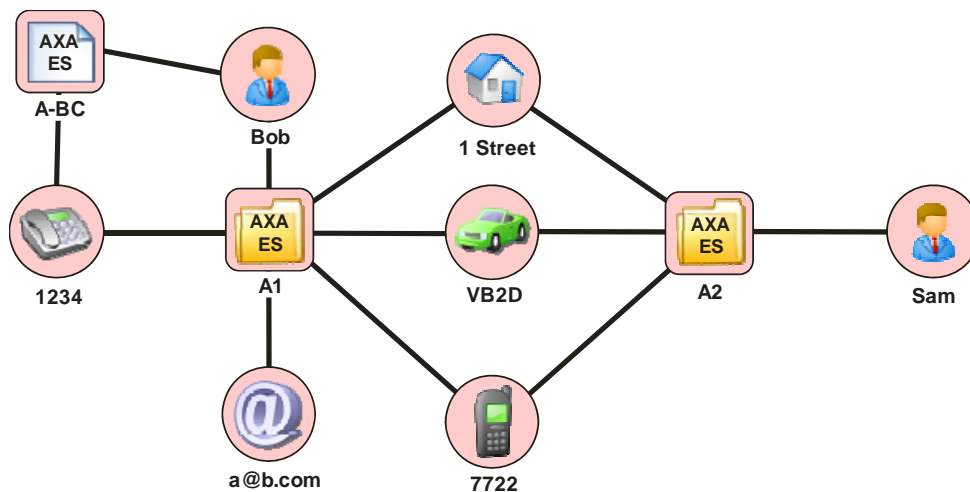 AXA
ES
A-BC
Bob
1 Street
1234
AXA
ES
A1
VB2D
AXA
ES
A2
Sam
@
a@b.com
7722